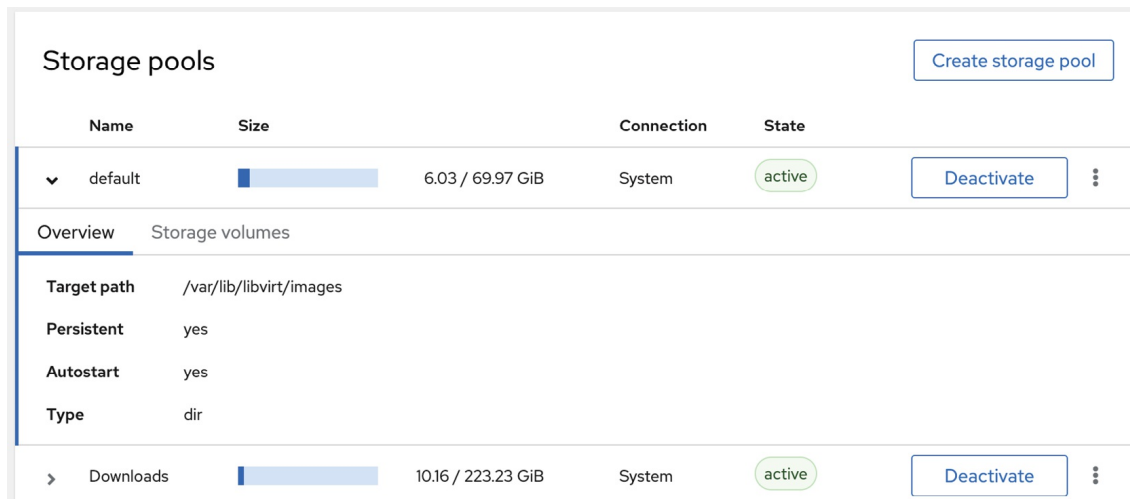 Storage pools
Create storage pool
Name Size Connection State
default 6.03 / 69.97 GiB System active Deactivate
Overview Storage volumes
Target path /var/lib/libvirt/images
Persistent yes
Autostart yes
Type dir
Downloads 10.16 / 223.23 GiB System active Deactivate